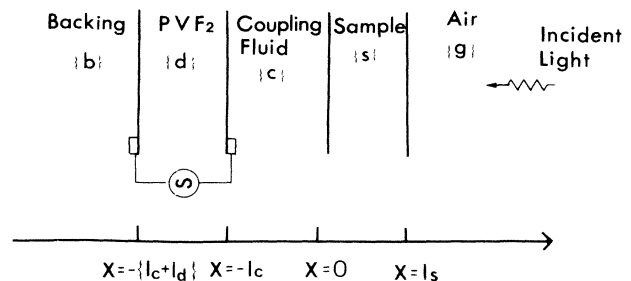 Backing
{b}
PVF₂
{d}
Coupling
Fluid
{c}
Sample
{s}
Air
{g}
Incident
Light
S
X=-{lc+ld}
X=-lc
X=0
X=ls